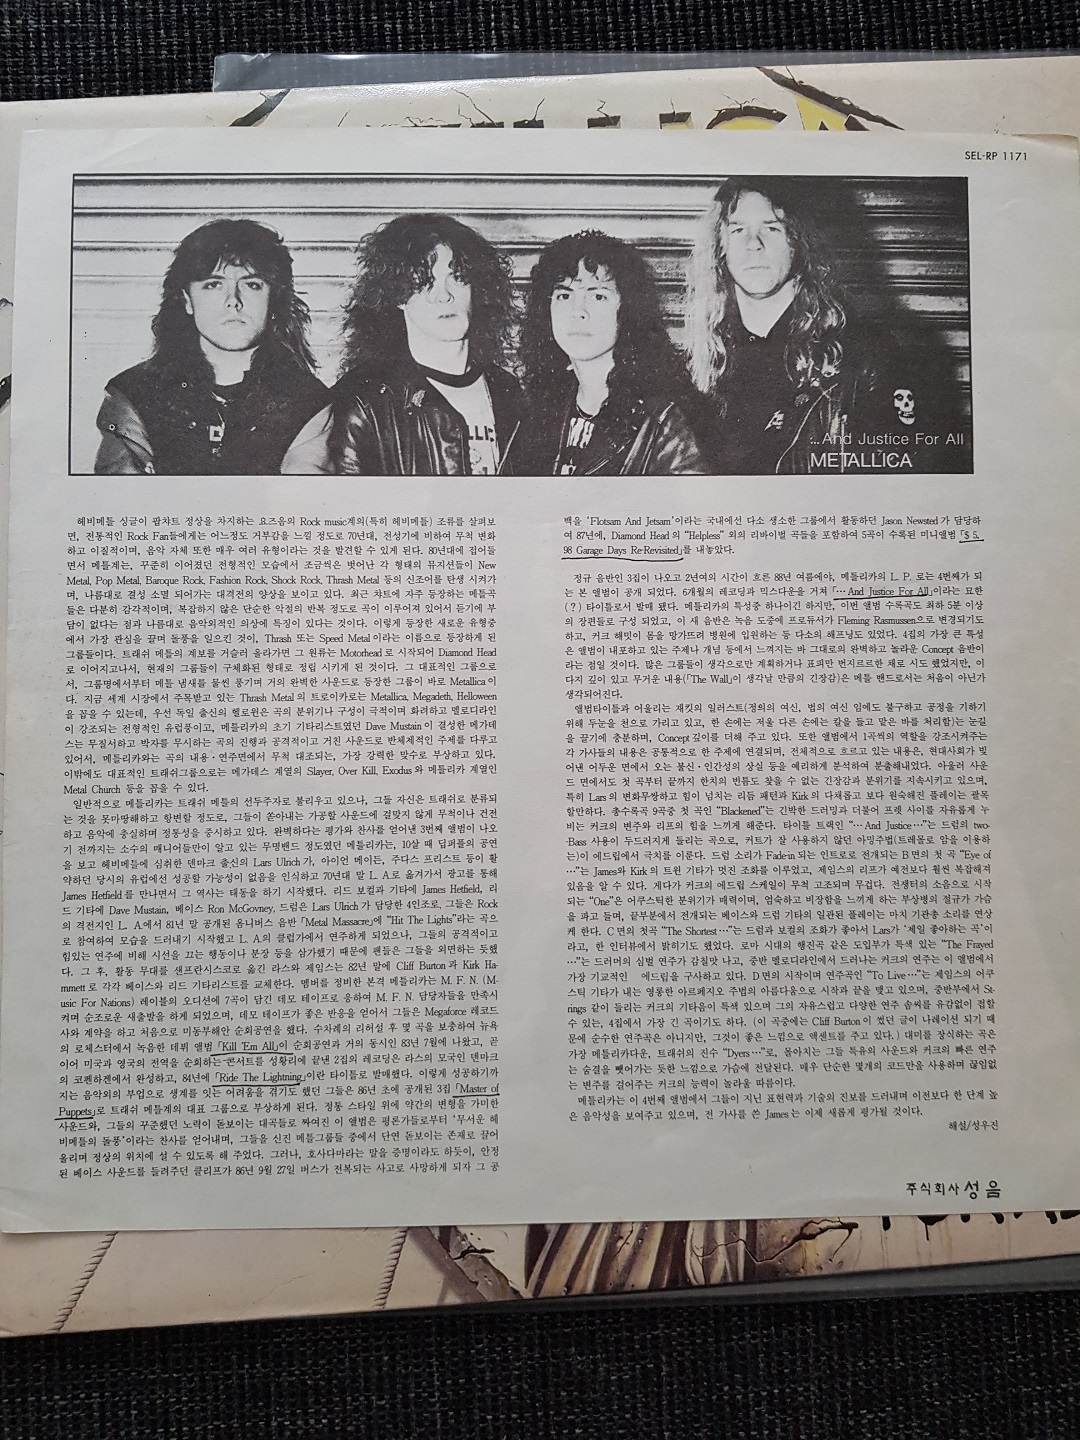 SEL-RP 1171
...And Justice For All
METALLICA
헤비메틀 싱글이 팝챠트 정상을 차지하는 요즈음의 Rock music계의(특히 헤비메틀) 조류를 살펴보
면, 전통적인 Rock Fan들에게는 어느정도 거부감을 느낄 정도로 70년대, 전성기에 비하여 무척 변화
하고 이질적이며, 음악 자체 또한 매우 여러 유형이라는 것을 발견할 수 있게 된다. 80년대에 접어들
면서 메틀계는, 꾸준히 이어졌던 전형적인 모습에서 조금씩은 벗어난 각 형태의 뮤지션들이 New
Metal, Pop Metal, Baroque Rock, Fashion Rock, Shock Rock, Thrash Metal 등의 신조어를 탄생 시켜가
며, 나름대로 결성 소멸 되어가는 대격전의 양상을 보이고 있다. 최근 챠트에 자주 등장하는 메틀곡
들은 다분히 감각적이며, 복잡하지 않은 단순한 악절의 반복 정도로 곡이 이루어져 있어서 듣기에 부
담이 없다는 점과 나름대로 음악외적인 의상에 특징이 있다는 것이다. 이렇게 등장한 새로운 유형중
에서 가장 관심을 끌며 돌풍을 일으킨 것이, Thrash 또는 Speed Metal이라는 이름으로 등장하게 된
그룹들이다. 트래쉬 메틀의 계보를 거슬러 올라가면 그 원류는 Motorhead로 시작되어 Diamond Head
로 이어지고나서, 현재의 그룹들이 구체화된 형태로 정립 시키게 된 것이다. 그 대표적인 그룹으로
서, 그룹명에서부터 메틀 냄새를 물씬 풍기며 거의 완벽한 사운드로 등장한 그룹이 바로 Metallica이
다. 지금 세계 시장에서 주목받고 있는 Thrash Metal의 트로이카로는 Metallica, Megadeth, Helloween
을 꼽을 수 있는데, 우선 독일 출신의 헬로윈은 곡의 분위기나 구성이 극적이며 화려하고 멜로디라인
이 강조되는 전형적인 유럽풍이고, 메틀리카의 초기 기타리스트였던 Dave Mustain이 결성한 메가데
스는 무질서하고 박자를 무시하는 곡의 진행과 공격적이고 거친 사운드로 반체제적인 주제를 다루고
있어서, 메틀리카와는 곡의 내용·연주면에서 무척 대조되는, 가장 강력한 맞수로 부상하고 있다.
이밖에도 대표적인 트래쉬그룹으로는 메가데스 계열의 Slayer, Over Kill, Exodus와 메틀리카 계열인
Metal Church 등을 꼽을 수 있다.
일반적으로 메틀리카는 트래쉬 메틀의 선두주자로 불리우고 있으나, 그들 자신은 트래쉬로 분류되
는 것을 못마땅해하고 항변할 정도로, 그들이 쏟아내는 가공할 사운드에 걸맞지 않게 무척이나 건전
하고 음악에 충실하며 정통성을 중시하고 있다. 완벽하다는 평가와 찬사를 얻어낸 3번째 앨범이 나오
기 전까지는 소수의 매니어들만이 알고 있는 무명밴드 정도였던 메틀리카는, 10살 때 딥퍼플의 공연
을 보고 헤비메틀에 심취한 덴마크 출신의 Lars Ulrich가, 아이언 메이든, 주다스 프리스트 등이 활
약하던 당시의 유럽에선 성공할 가능성이 없음을 인식하고 70년대 말 L.A로 옮겨가서 광고를 통해
James Hetfield를 만나면서 그 역사는 태동을 하기 시작했다. 리드 보컬과 기타에 James Hetfield, 리
드 기타에 Dave Mustain, 베이스 Ron McGovney, 드럼은 Lars Ulrich가 담당한 4인조로, 그들은 Rock
의 격전지인 L. A.에서 81년 말 공개된 옴니버스 음반「Metal Massacre」에 “Hit The Lights”라는 곡으
로 참여하여 모습을 드러내기 시작했고 L. A의 클럽가에서 연주하게 되었으나, 그들의 공격적이고
힘있는 연주에 비해 시선을 끄는 행동이나 분장 등을 삼가했기 때문에 팬들은 그들을 외면하는 듯했
다. 그 후, 활동 무대를 샌프란시스코로 옮긴 라스와 제임스는 82년 말에 Cliff Burton과 Kirk Ha-
mmett로 각각 베이스와 리드 기타리스트를 교체한다. 멤버를 정비한 본격 메틀리카는 M. F. N. (M-
usic For Nations) 레이블의 오디션에 7곡이 담긴 데모 테이프로 응하여 M. F. N. 담당자들을 만족시
켜며 순조로운 새출발을 하게 되었으며, 데모 테이프가 좋은 반응을 얻어서 그들은 Megaforce 레코드
사와 계약을 하고 처음으로 미동부해안 순회공연을 했다. 수차례의 리허설 후 몇 곡을 보충하여 뉴욕
의 로체스터에서 녹음한 데뷔 앨범「Kill 'Em All」이 순회공연과 거의 동시인 83년 7월에 나왔고, 곧
이어 미국과 영국의 전역을 순회하는 콘서트를 성황리에 끝낸 2집의 레코딩은 라스의 모국인 덴마크
의 코펜하겐에서 완성하고, 84년에「Ride The Lightning」이란 타이틀로 발매했다. 이렇게 성공하기까
지는 음악외의 부업으로 생계를 잇는 어려움을 겪기도 했던 그들은 86년 초에 공개된 3집「Master of
Puppets」로 트래쉬 메틀계의 대표 그룹으로 부상하게 된다. 정통 스타일 위에 약간의 변형을 가미한
사운드와, 그들의 꾸준했던 노력이 돋보이는 대곡들로 짜여진 이 앨범은 평론가들로부터 ‘무서운 헤
비메틀의 돌풍’이라는 찬사를 얻어내며, 그들을 신진 메틀그룹들 중에서 단연 돋보이는 존재로 끌어
올리며 정상의 위치에 설 수 있도록 해 주었다. 그러나, 호사다마라는 말을 증명이라도 하듯이, 안정
된 베이스 사운드를 들려주던 클리프가 86년 9월 27일 버스가 전복되는 사고로 사망하게 되자 그 공
백을 ‘Flotsam And Jetsam’이라는 국내에선 다소 생소한 그룹에서 활동하던 Jason Newsted가 담당하
여 87년에, Diamond Head의 “Helpless” 외의 리바이벌 곡들을 포함하여 5곡이 수록된 미니앨범「$ 5.
98 Garage Days Re-Revisited」를 내놓았다.
정규 음반인 3집이 나오고 2년여의 시간이 흐른 88년 여름에야, 메틀리카의 L. P. 로는 4번째가 되
는 본 앨범이 공개 되었다. 6개월의 레코딩과 믹스다운을 거쳐「…And Justice For All」이라는 묘한
(?) 타이틀로서 발매 됐다. 메틀리카의 특성중 하나이긴 하지만, 이번 앨범 수록곡도 최하 5분 이상
의 장편들로 구성 되었고, 이 새 음반은 녹음 도중에 프로듀서가 Fleming Rasmussen으로 변경되기도
하고, 커크 해밋이 몸을 망가뜨려 병원에 입원하는 등 다소의 해프닝도 있었다. 4집의 가장 큰 특성
은 앨범이 내포하고 있는 주제나 개념 등에서 느껴지는 바 그대로의 완벽하고 놀라운 Concept 음반이
라는 점일 것이다. 많은 그룹들이 생각으로만 계획하거나 표피만 번지르르한 채로 시도 했었지만, 이
다지 깊이 있고 무거운 내용(「The Wall」이 생각날 만큼의 긴장감)은 메틀 밴드로서는 처음이 아닌가
생각되어진다.
앨범타이틀과 어울리는 재킷의 일러스트(정의의 여신, 법의 여신 임에도 불구하고 공정을 기하기
위해 두눈을 천으로 가리고 있고, 한 손에는 저울 다른 손에는 칼을 들고 맡은 바를 처리함)는 눈길
을 끌기에 충분하며, Concept 깊이를 더해 주고 있다. 또한 앨범에서 1곡씩의 역할을 강조시켜주는
각 가사들의 내용은 공통적으로 한 주제에 연결되며, 전체적으로 흐르고 있는 내용은, 현대사회가 빚
어낸 어두운 면에서 오는 불신·인간성의 상실 등을 예리하게 분석하여 분출해내었다. 아울러 사운
드 면에서도 첫 곡부터 끝까지 한치의 빈틈도 찾을 수 없는 긴장감과 분위기를 지속시키고 있으며,
특히 Lars의 변화무쌍하고 힘이 넘치는 리듬 패턴과 Kirk의 다채롭고 보다 원숙해진 플레이는 괄목
할만하다. 총수록곡 9곡중 첫 곡인 “Blackened”는 긴박한 드러밍과 더불어 프렛 사이를 자유롭게 누
비는 커크의 변주와 리프의 힘을 느끼게 해준다. 타이틀 트랙인 “…And Justice…”는 드럼의 two-
Bass 사용이 두드러지게 들리는 곡으로, 커트가 잘 사용하지 않던 아밍주법(트레몰로 암을 이용하
는)이 에드립에서 극치를 이룬다. 드럼 소리가 Fade-in 되는 인트로로 전개되는 B면의 첫 곡 “Eye of
…”는 James와 Kirk의 트윈 기타가 멋진 조화를 이루었고, 제임스의 리프가 예전보다 훨씬 복잡해져
있음을 알 수 있다. 게다가 커크의 에드립 스케일이 무척 고조되며 무겁다. 전쟁터의 소음으로 시작
되는 “One”은 어쿠스틱한 분위기가 매력이며, 엄숙하고 비장함을 느끼게 하는 부상병의 절규가 가슴
을 파고 들며, 끝부분에서 전개되는 베이스와 드럼 기타의 일관된 플레이는 마치 기관총 소리를 연상
케 한다. C면의 첫곡 “The Shortest…”는 드럼과 보컬의 조화가 좋아서 Lars가 ‘제일 좋아하는 곡’이
라고, 한 인터뷰에서 밝히기도 했었다. 로마 시대의 행진곡 같은 도입부가 특색 있는 “The Frayed
…”는 드러머의 심벌 연주가 감칠맛 나고, 중반 멜로디라인에서 드러나는 커크의 연주는 이 앨범에서
가장 기교적인 에드립을 구사하고 있다. D면의 시작이며 연주곡인 “To Live…”는 제임스의 어쿠
스틱 기타가 내는 영롱한 아르페지오 주법의 아름다움으로 시작과 끝을 맺고 있으며, 중반부에서 St-
rings 같이 들리는 커크의 기타음이 특색 있으며 그의 자유스럽고 다양한 연주 솜씨를 유감없이 접할
수 있는, 4집에서 가장 긴 곡이기도 하다. (이 곡중에는 Cliff Burton이 썼던 글이 나레이션 되기 때
문에 순수한 연주곡은 아니지만, 그것이 좋은 느낌으로 액센트를 주고 있다.) 대미를 장식하는 곡은
가장 메틀리카다운, 트래쉬의 진수 “Dyers…”로, 몰아치는 그들 특유의 사운드와 커크의 빠른 연주
는 숨결을 뺏어가는 듯한 느낌으로 가슴에 전달된다. 매우 단순한 몇개의 코드만을 사용하며 끊임없
는 변주를 걸어주는 커크의 능력이 놀라울 따름이다.
메틀리카는 이 4번째 앨범에서 그들이 지닌 표현력과 기술의 진보를 드러내며 이전보다 한 단계 높
은 음악성을 보여주고 있으며, 전 가사를 쓴 James는 이제 새롭게 평가될 것이다.
해설/성우진
주식회사 성음